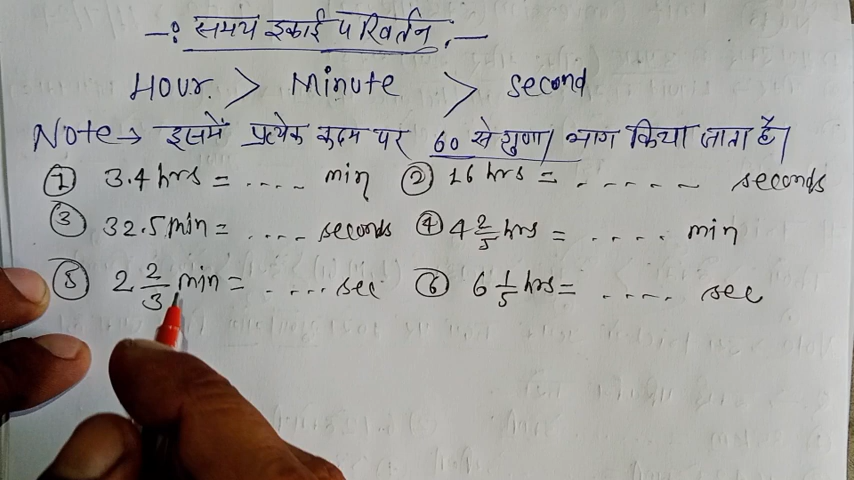 —: समय इकाई परिवर्तन :—
Hour. > Minute > second
Note→ इसमें प्रत्येक कदम पर 60 से गुणा/भाग किया जाता है।
① 3.4 hrs = .... min ② 16 hrs = . . . . . . seconds
③ 32.5 min = .... seconds ④ 4 2/5 hrs = .... min
⑤ 2 2/3 min = ..... sec ⑥ 6 1/5 hrs = .... sec